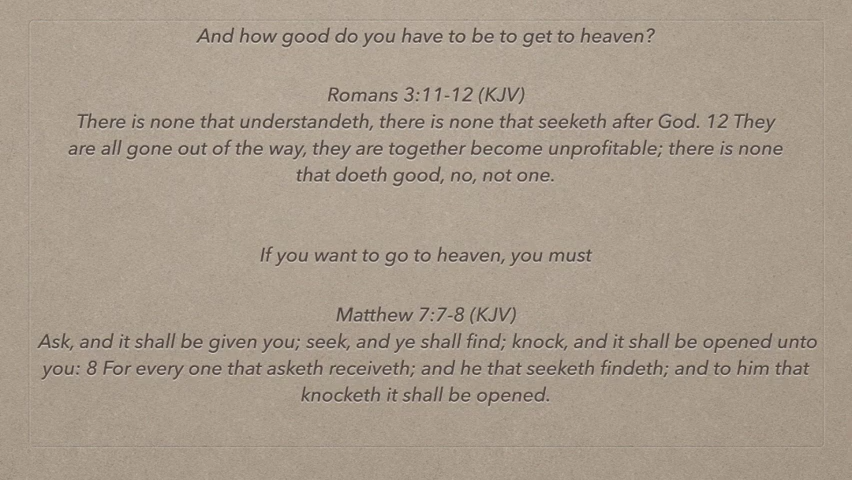 And how good do you have to be to get to heaven?
Romans 3:11-12 (KJV)
There is none that understandeth, there is none that seeketh after God. 12 They
are all gone out of the way, they are together become unprofitable; there is none
that doeth good, no, not one.
If you want to go to heaven, you must
Matthew 7:7-8 (KJV)
Ask, and it shall be given you; seek, and ye shall find; knock, and it shall be opened unto
you: 8 For every one that asketh receiveth; and he that seeketh findeth; and to him that
knocketh it shall be opened.